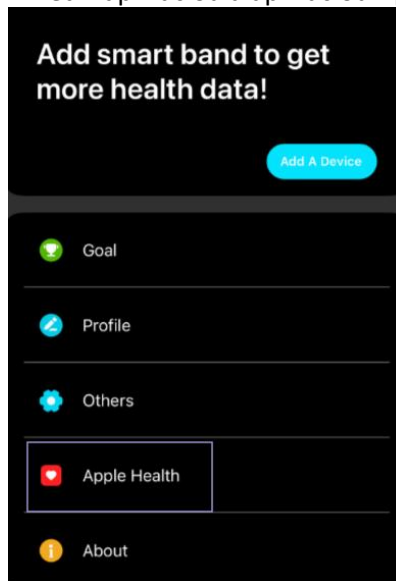 Add smart band to get
more health data!
Add A Device
Goal
Profile
Others
Apple Health
About